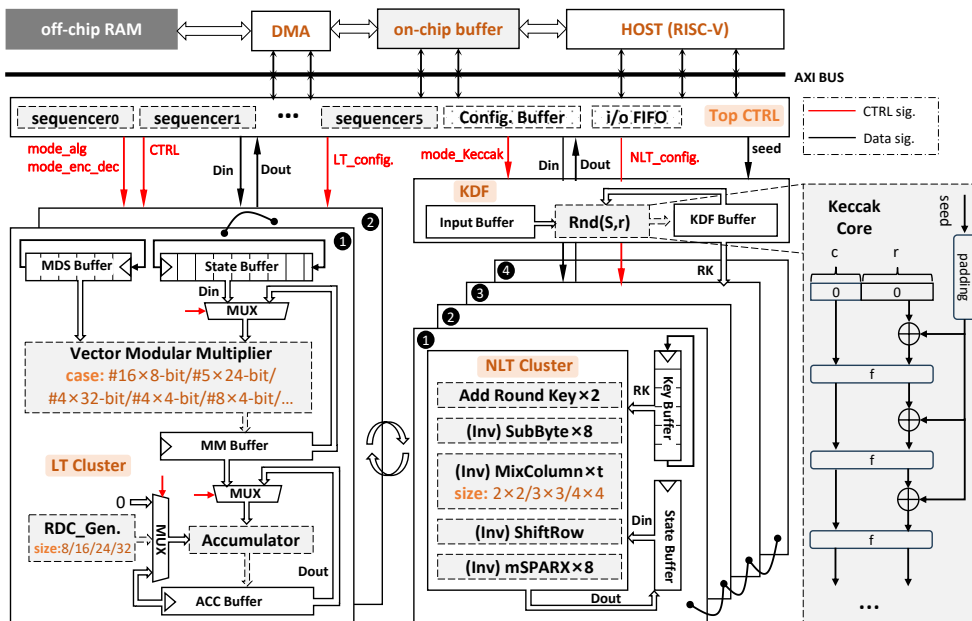 off-chip RAM
DMA
on-chip buffer
HOST (RISC-V)
AXI BUS
sequencer0
sequencer1
•••
sequencer5
Config. Buffer
i/o FIFO
Top CTRL
CTRL sig.
Data sig.
mode_alg
mode_enc_dec
CTRL
Din
Dout
LT_config.
mode_Keccak
Din
Dout
NLT_config.
seed
KDF
Input Buffer
Rnd(S,r)
KDF Buffer
RK
2
1
MDS Buffer
State Buffer
Din
MUX
Vector Modular Multiplier
case: #16×8-bit/#5×24-bit/
#4×32-bit/#4×4-bit/#8×4-bit/...
MM Buffer
LT Cluster
MUX
0
RDC_Gen.
size:8/16/24/32
MUX
Accumulator
Dout
ACC Buffer
4
3
2
1
NLT Cluster
Add Round Key×2
(Inv) SubByte×8
(Inv) MixColumn×t
size: 2×2/3×3/4×4
(Inv) ShiftRow
(Inv) mSPARX×8
RK
Key Buffer
Din
State Buffer
Dout
Keccak
Core
seed
padding
c
r
0
0
f
f
f
•••